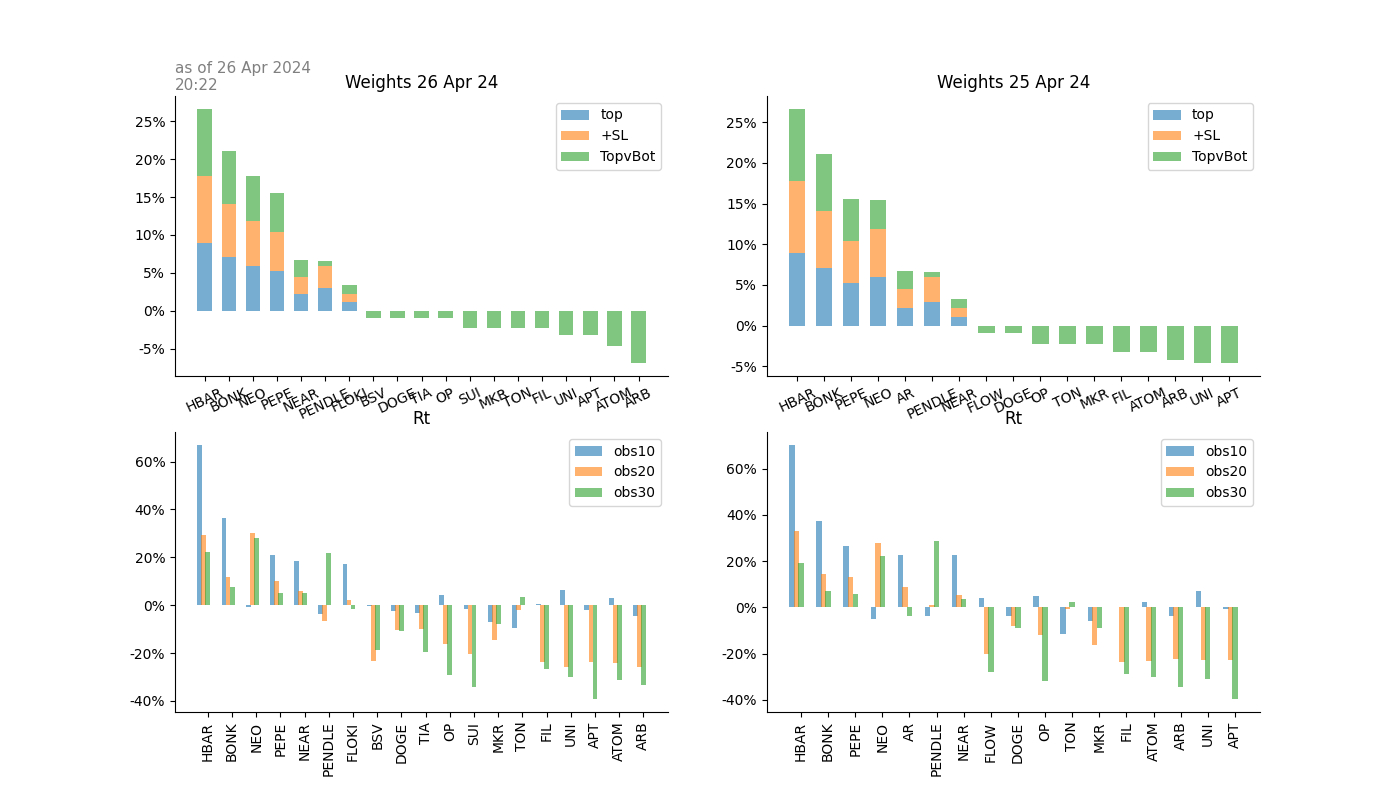 as of 26 Apr 2024
20:22
Weights 26 Apr 24
25%
20%
15%
10%
5%
0%
-5%
top
+SL
TopvBot
HBAR BONK NEO PEPE NEAR PENDLE FLOKI BSV DOGE TIA OP SUI MKR TON FIL UNI APT ATOM ARB
Weights 25 Apr 24
25%
20%
15%
10%
5%
0%
-5%
top
+SL
TopvBot
HBAR BONK PEPE NEO AR PENDLE NEAR FLOW DOGE OP TON MKR FIL ATOM ARB UNI APT
Rt
60%
40%
20%
0%
-20%
-40%
obs10
obs20
obs30
HBAR BONK NEO PEPE NEAR PENDLE FLOKI BSV DOGE TIA OP SUI MKR TON FIL UNI APT ATOM ARB
Rt
60%
40%
20%
0%
-20%
-40%
obs10
obs20
obs30
HBAR BONK PEPE NEO AR PENDLE NEAR FLOW DOGE OP TON MKR FIL ATOM ARB UNI APT